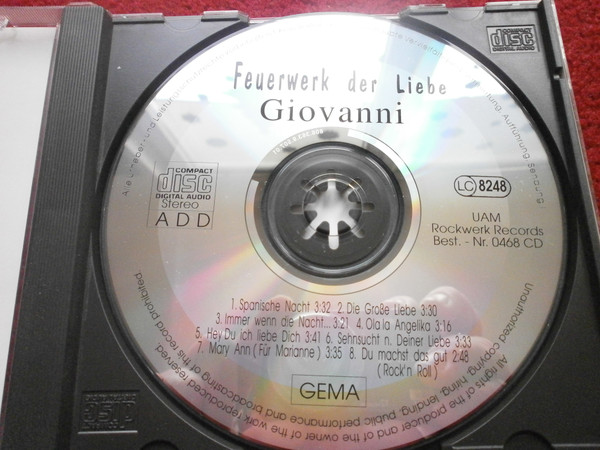 Feuerwerk der Liebe
Giovanni
COMPACT
disc
DIGITAL AUDIO
Stereo
ADD
LC 8248
UAM
Rockwerk Records
Best. - Nr. 0468 CD
1. Spanische Nacht 3:32 2. Die Große Liebe 3:30
3. Immer wenn die Nacht... 3:21 4. Ola la Angelika 3:16
5. Hey Du ich liebe Dich 3:41 6. Sehnsucht n. Deiner Liebe 3:33
7. Mary Ann (Für Marianne) 3:35 8. Du machst das gut 2:48
(Rock'n Roll)
GEMA
All rights of the producer and of the owner of the work reproduced reserved.
Unauthorized copying, hiring, lending, public performance and broadcasting of this record prohibited.
Aufführung, Sendung
COMPACT
disc
DIGITAL AUDIO